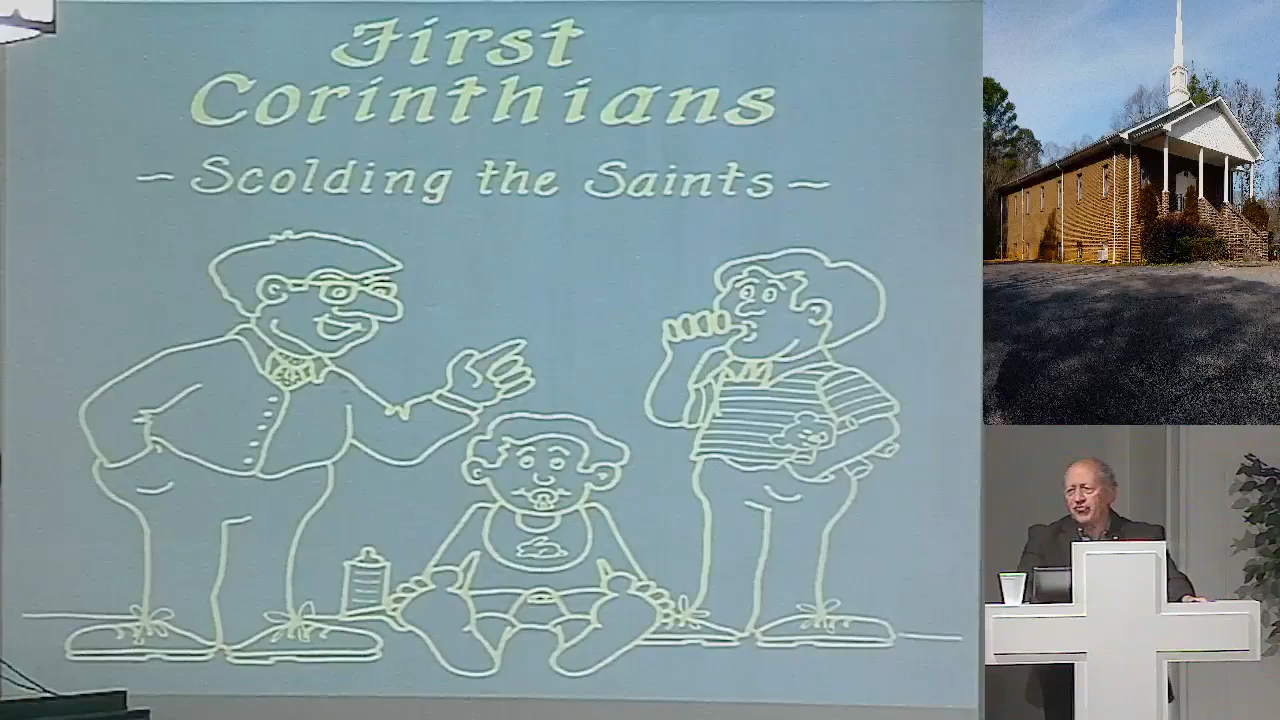 First
Corinthians
~ Scolding the Saints ~